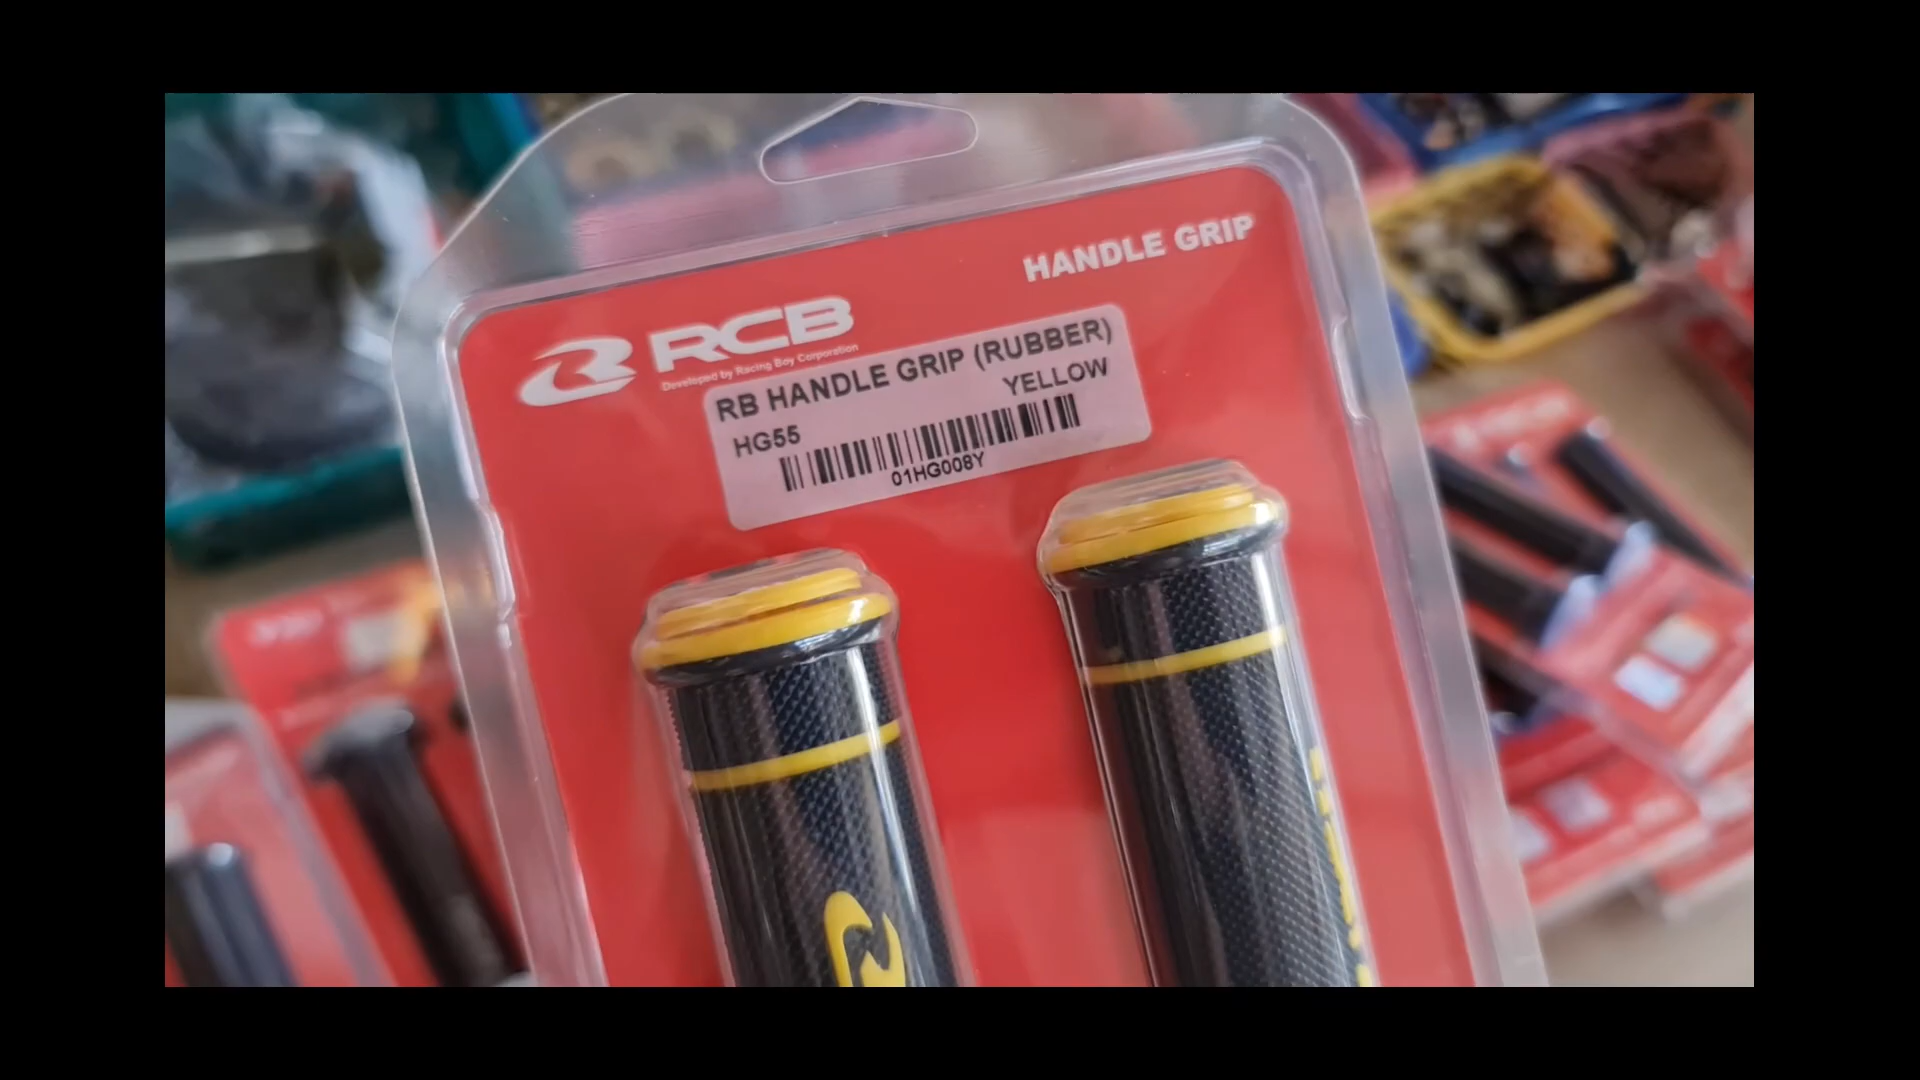 HANDLE GRIP
RCB
Developed by Racing Boy Corporation
RB HANDLE GRIP (RUBBER)
YELLOW
HG55
01HG008Y